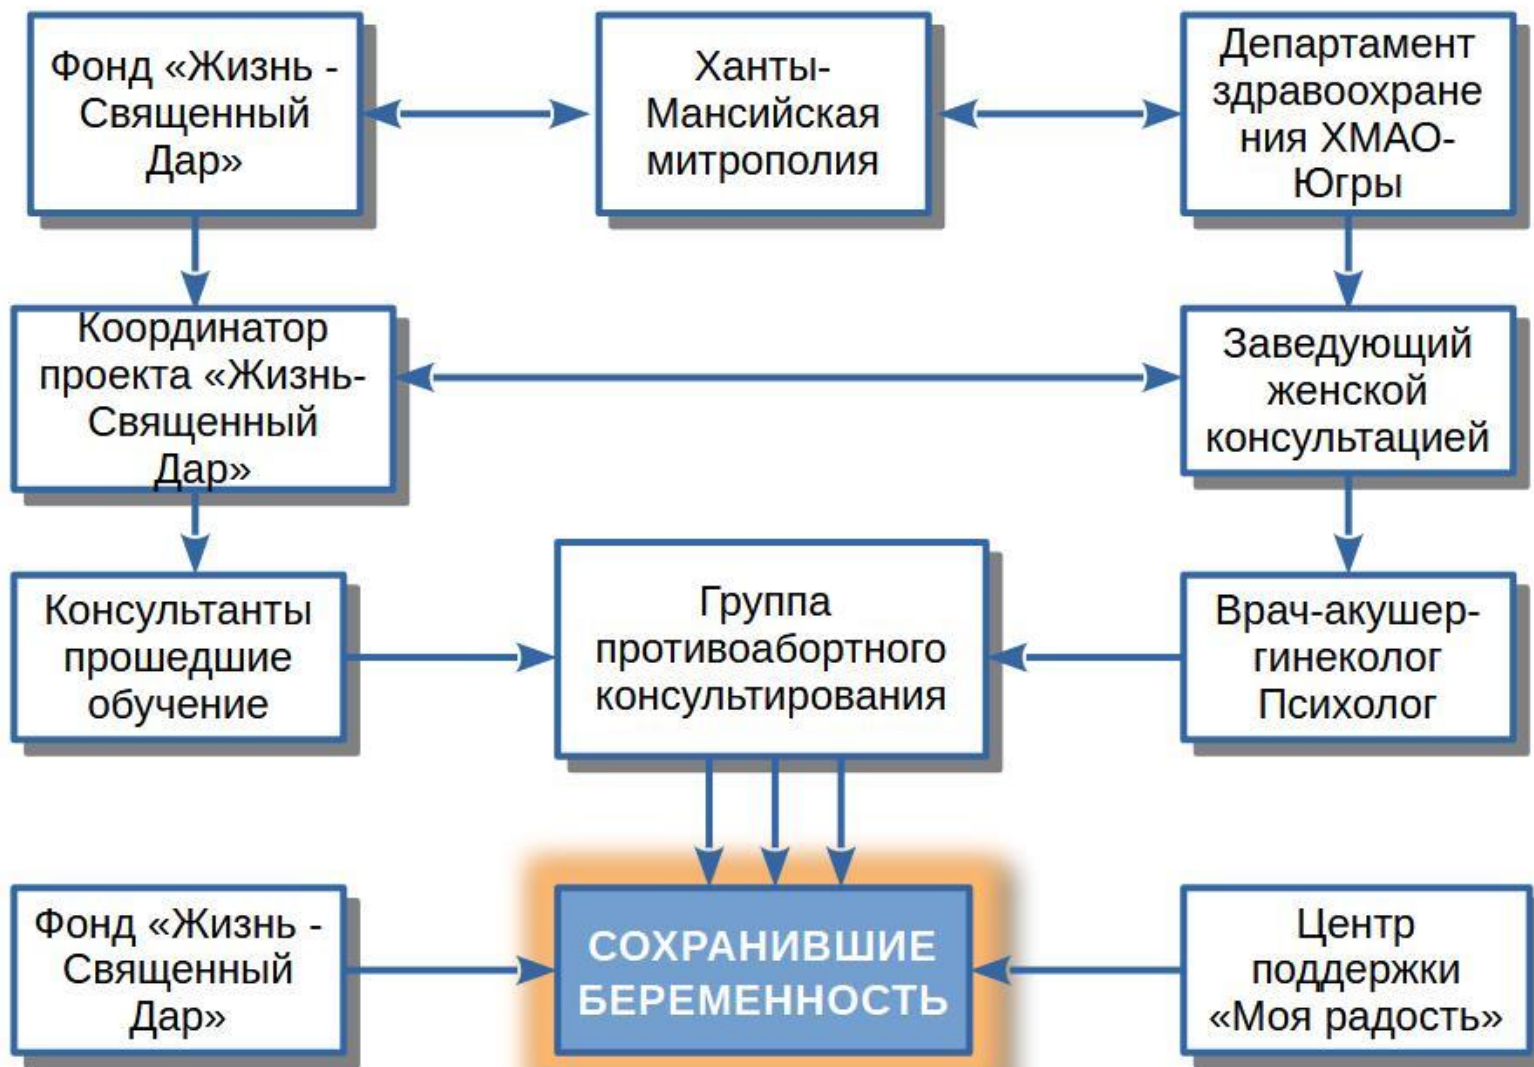 Фонд «Жизнь -
Священный
Дар»
Ханты-
Мансийская
митрополия
Департамент
здравоохране
ния ХМАО-
Югры
Координатор
проекта «Жизнь-
Священный
Дар»
Заведующий
женской
консультацией
Консультанты
прошедшие
обучение
Группа
противоабортного
консультирования
Врач-акушер-
гинеколог
Психолог
Фонд «Жизнь -
Священный
Дар»
СОХРАНИВШИЕ
БЕРЕМЕННОСТЬ
Центр
поддержки
«Моя радость»